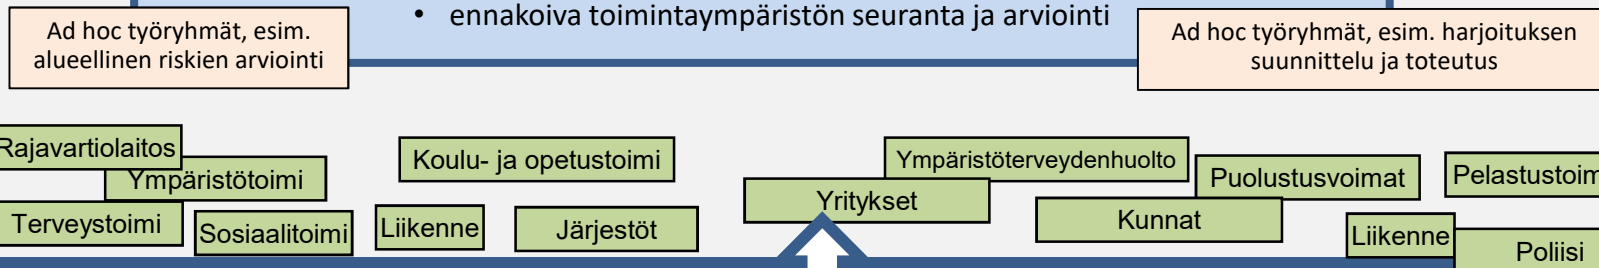 • ennakoiva toimintaympäristön seuranta ja arviointi
Ad hoc työryhmät, esim.
alueellinen riskien arviointi
Ad hoc työryhmät, esim. harjoituksen
suunnittelu ja toteutus
Rajavartiolaitos
Ympäristötoimi
Koulu- ja opetustoimi
Ympäristöterveydenhuolto
Puolustusvoimat
Pelastustoim
Terveystoimi
Sosiaalitoimi
Liikenne
Järjestöt
Yritykset
Kunnat
Liikenne
Poliisi